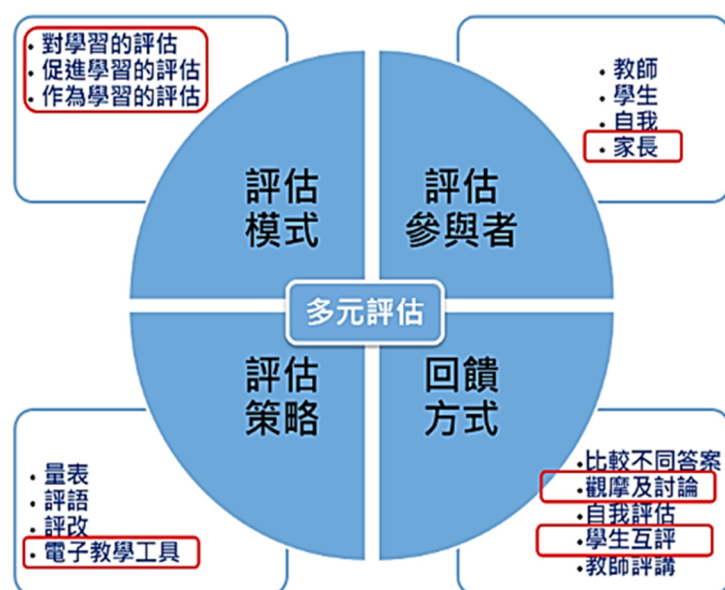 對學習的評估
促進學習的評估
作為學習的評估
教師
學生
自我
家長
評估
模式
評估
參與者
多元評估
評估
策略
回饋
方式
量表
評語
評改
電子教學工具
比較不同答案
觀摩及討論
自我評估
學生互評
教師評講